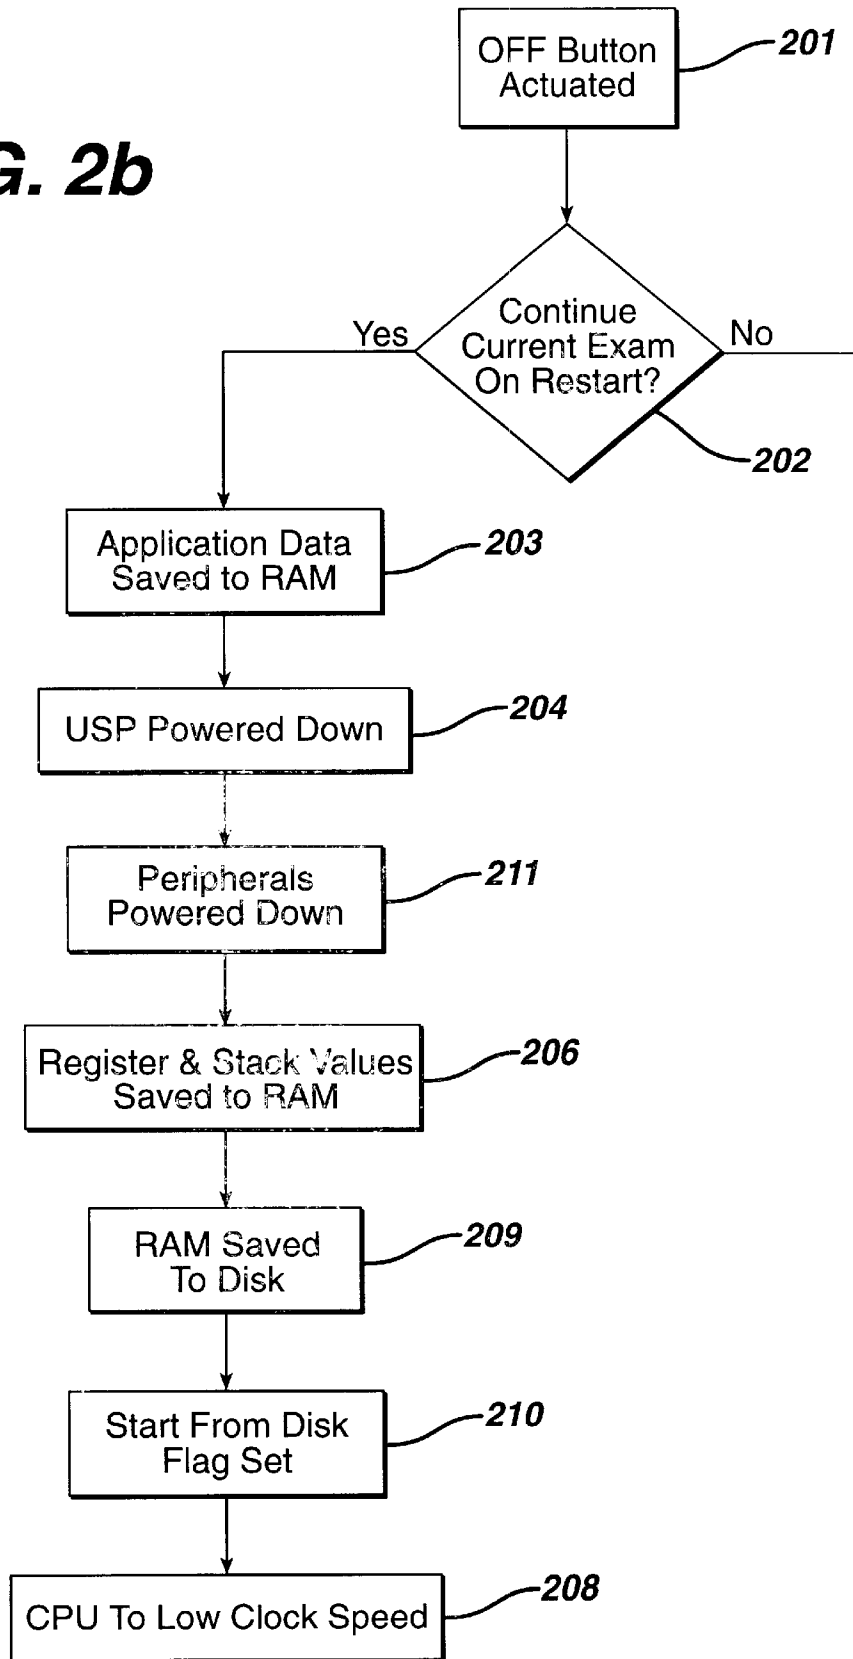 OFF Button
Actuated
201
G. 2b
Continue
Current Exam
On Restart?
Yes
No
202
Application Data
Saved to RAM
203
USP Powered Down
204
Peripherals
Powered Down
211
Register & Stack Values
Saved to RAM
206
RAM Saved
To Disk
209
Start From Disk
Flag Set
210
CPU To Low Clock Speed
208